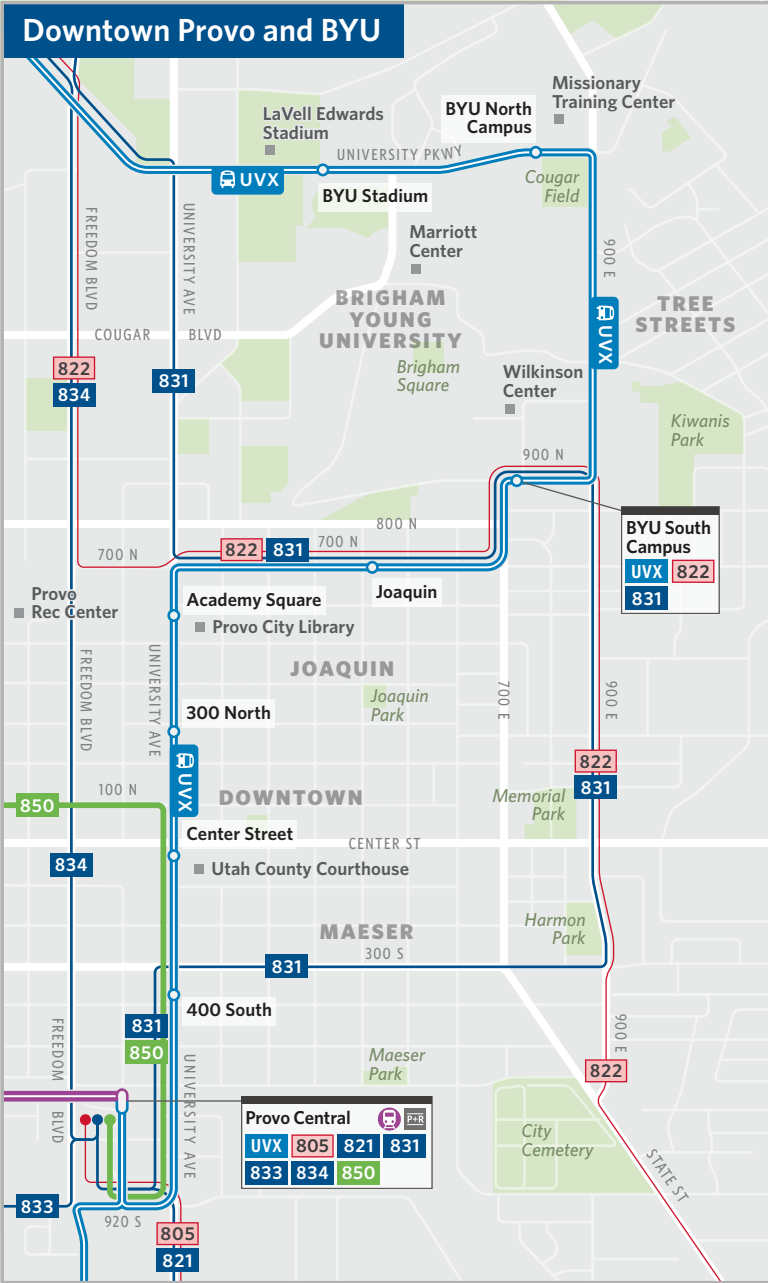 Downtown Provo and BYU
Missionary
Training Center
BYU North
Campus
LaVell Edwards
Stadium
UNIVERSITY PKWY
UVX
BYU Stadium
Cougar
Field
FREEDOM BLVD
UNIVERSITY AVE
Marriott
Center
900 E
BRIGHAM
YOUNG
UNIVERSITY
TREE
STREETS
UVX
COUGAR BLVD
822
834
831
Brigham
Square
Wilkinson
Center
Kiwanis
Park
900 N
800 N
BYU South
Campus
UVX 822
831
700 N
822 831
700 N
Joaquin
Provo
Rec Center
Academy Square
Provo City Library
FREEDOM BLVD
UNIVERSITY AVE
JOAQUIN
Joaquin
Park
700 E
900 E
300 North
UVX
822
831
100 N
850
DOWNTOWN
Memorial
Park
Center Street
CENTER ST
834
Utah County Courthouse
Harmon
Park
MAESER
300 S
831
400 South
831
850
FREEDOM BLVD
UNIVERSITY AVE
900 E
822
Maeser
Park
Provo Central P+R
UVX 805 821 831
833 834 850
City
Cemetery
STATE ST
833
920 S
805
821